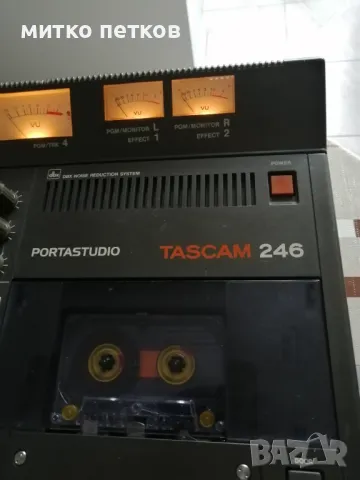 митко петков
VU
VU
VU
PGM/TRK 4
PGM/MONITOR L
EFFECT 1
PGM/MONITOR R
EFFECT 2
DBX NOISE REDUCTION SYSTEM
POWER
PORTASTUDIO
TASCAM 246
bazar